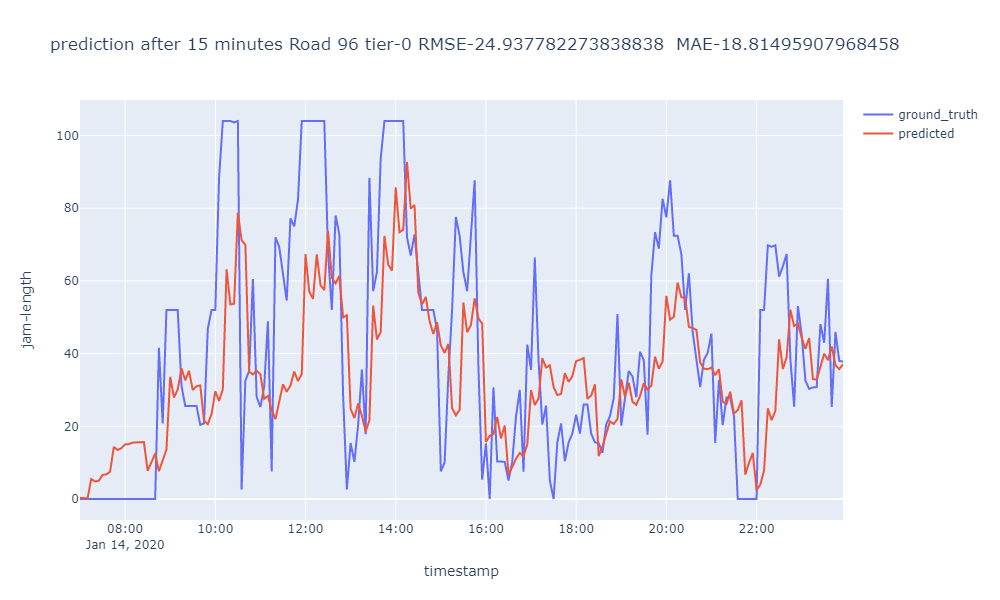 prediction after 15 minutes Road 96 tier-0 RMSE-24.937782273838838  MAE-18.81495907968458
ground_truth
predicted
100
80
60
40
20
0
jam-length
08:00 10:00 12:00 14:00 16:00 18:00 20:00 22:00
Jan 14, 2020
timestamp